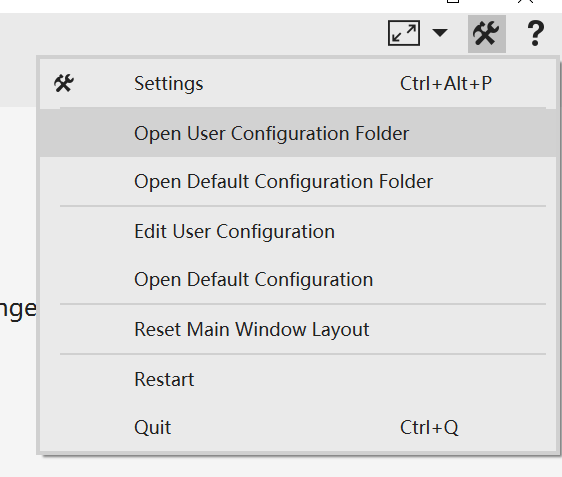 ?
Settings Ctrl+Alt+P
Open User Configuration Folder
Open Default Configuration Folder
Edit User Configuration
Open Default Configuration
nge
Reset Main Window Layout
Restart
Quit Ctrl+Q